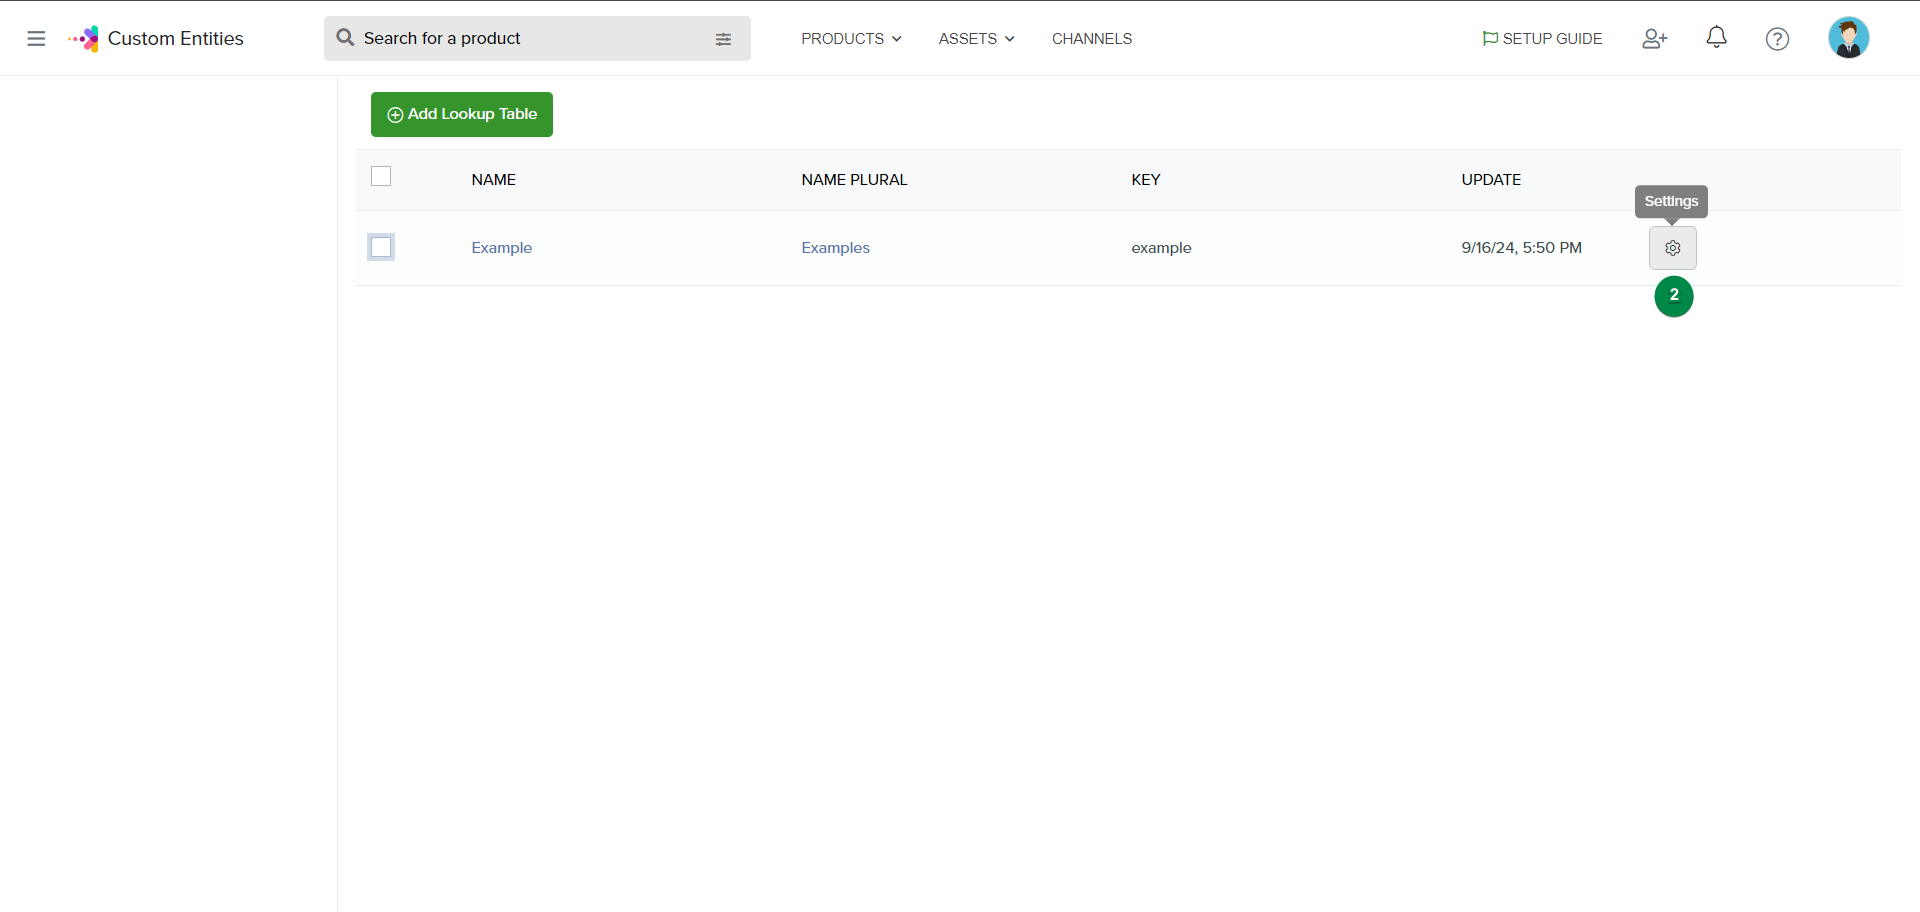 Custom Entities
Search for a product
PRODUCTS
ASSETS
CHANNELS
SETUP GUIDE
Add Lookup Table
NAME
NAME PLURAL
KEY
UPDATE
Settings
Example
Examples
example
9/16/24, 5:50 PM
2